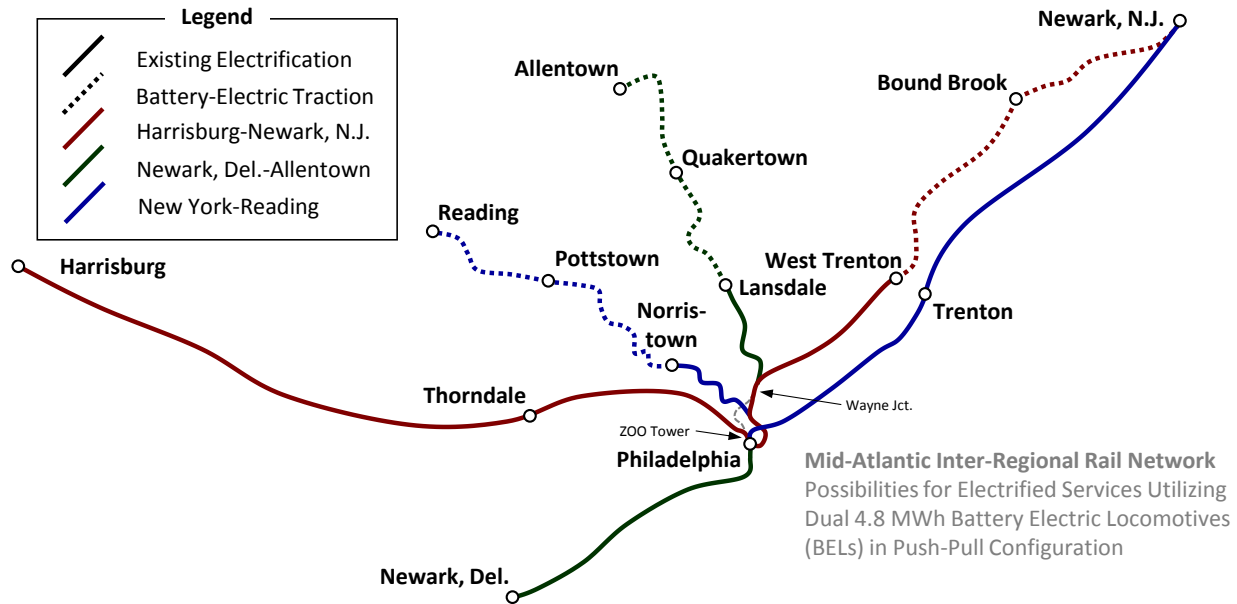 Legend
Existing Electrification
Battery-Electric Traction
Harrisburg-Newark, N.J.
Newark, Del.-Allentown
New York-Reading
Newark, N.J.
Allentown
Bound Brook
Quakertown
Reading
Harrisburg
Pottstown
West Trenton
Lansdale
Norris-
town
Trenton
Thorndale
Wayne Jct.
ZOO Tower
Philadelphia
Mid-Atlantic Inter-Regional Rail Network
Possibilities for Electrified Services Utilizing
Dual 4.8 MWh Battery Electric Locomotives
(BELs) in Push-Pull Configuration
Newark, Del.